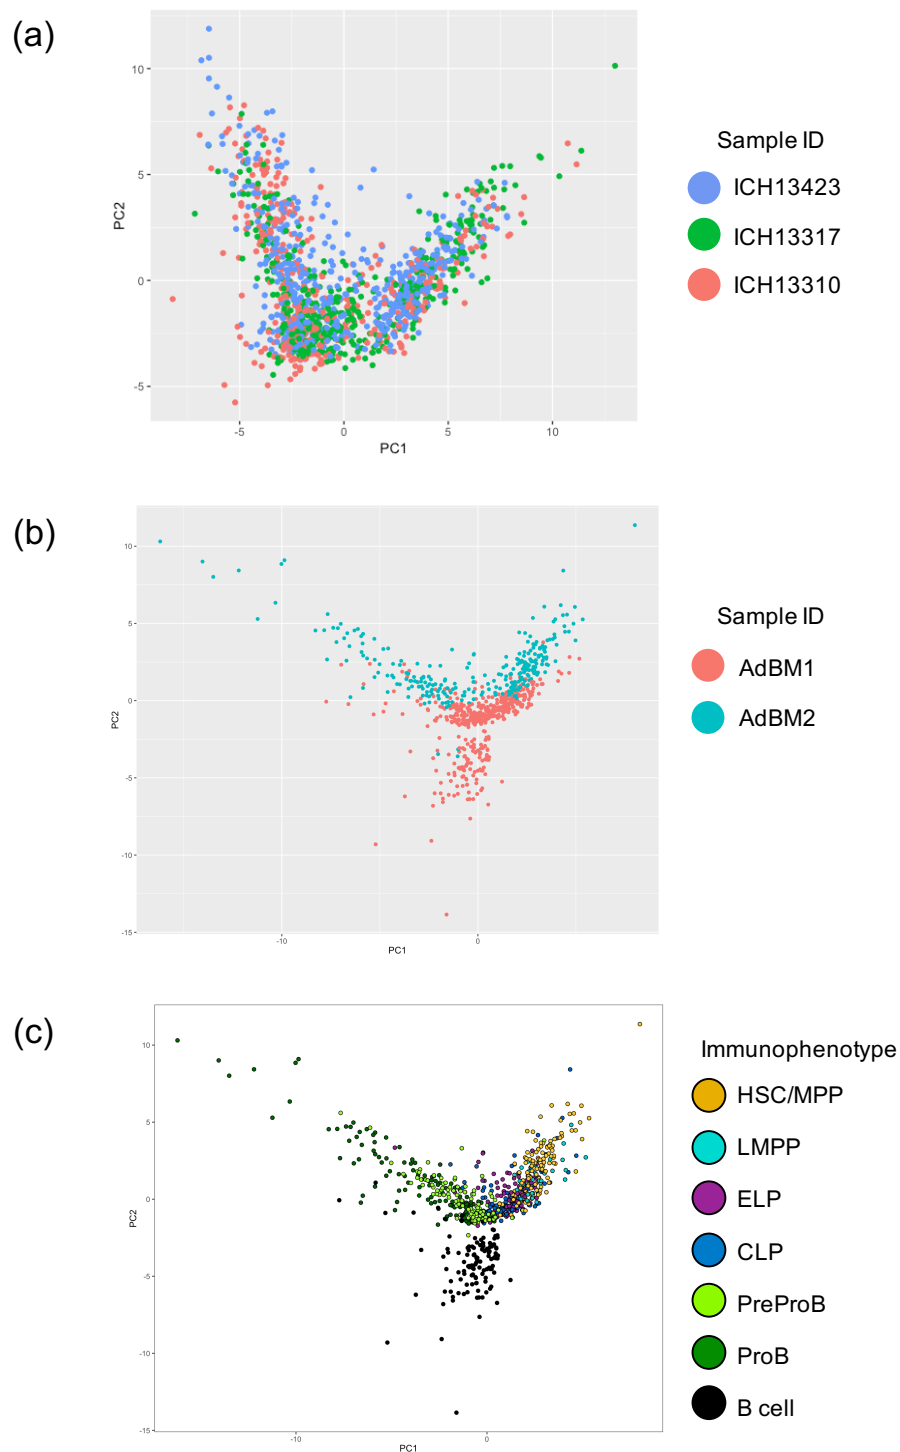 (a)
10
5
0
-5
PC2
-5
0
5
10
PC1
Sample ID
ICH13423
ICH13317
ICH13310
(b)
10
5
0
-5
-10
-15
PC2
-10
0
PC1
Sample ID
AdBM1
AdBM2
(c)
10
5
0
-5
-10
-15
PC2
-10
0
PC1
Immunophenotype
HSC/MPP
LMPP
ELP
CLP
PreProB
ProB
B cell